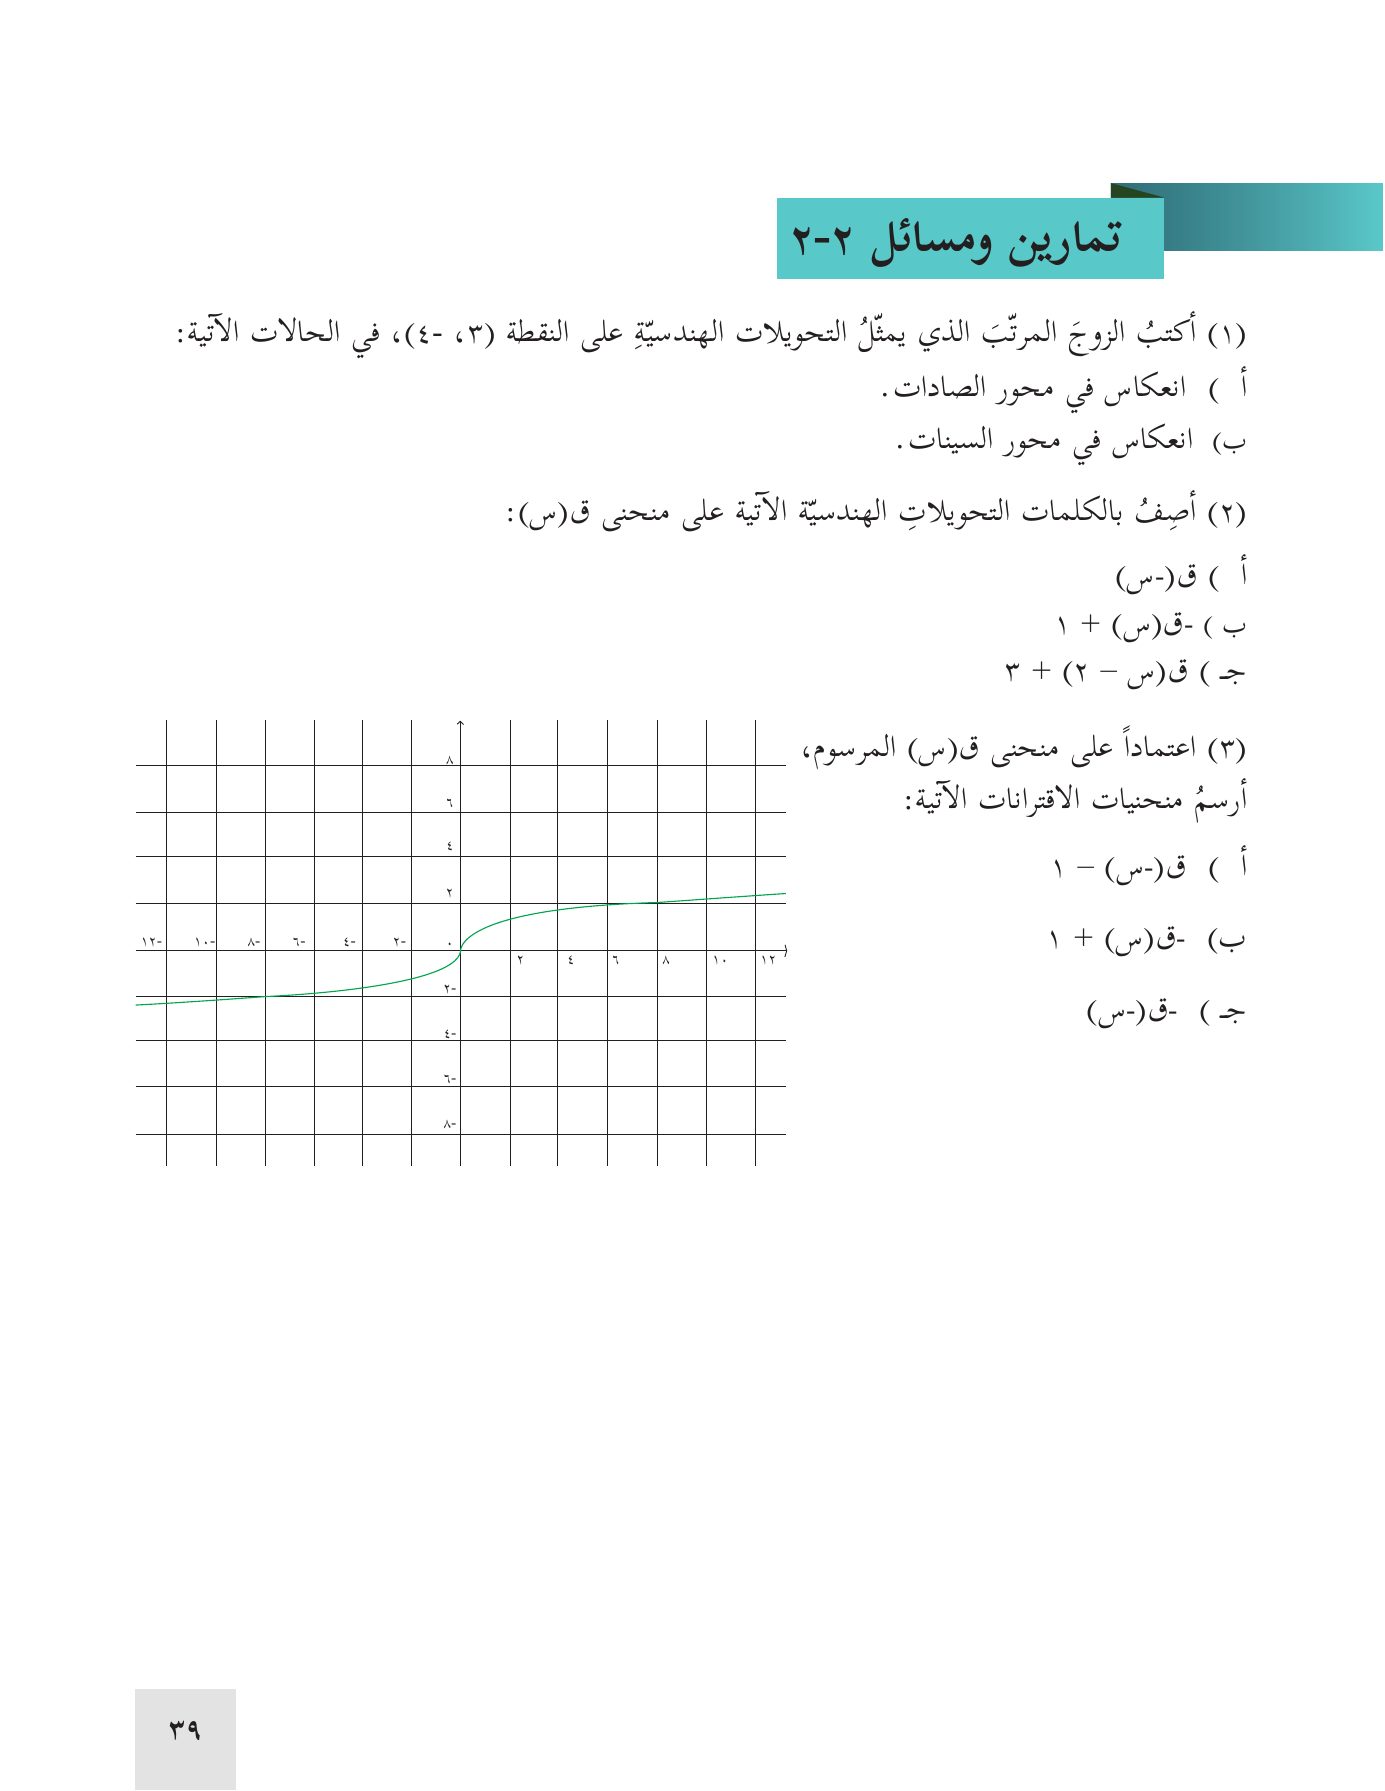 تمارين ومسائل ٢-٢
(١) أكتبُ الزوجَ المرتّبَ الذي يمثّلُ التحويلات الهندسيّةِ على النقطة (٣، -٤)، في الحالات الآتية:
أ ) انعكاس في محور الصادات.
ب) انعكاس في محور السينات.
(٢) أصِفُ بالكلمات التحويلاتِ الهندسيّة الآتية على منحنى ق(س):
أ ) ق(-س)
ب ) -ق(س) + ١
جـ ) ق(س – ٢) + ٣
(٣) اعتماداً على منحنى ق(س) المرسوم،
أرسمُ منحنيات الاقترانات الآتية:
أ ) ق(-س) – ١
ب) -ق(س) + ١
جـ ) -ق(-س)
٨
٦
٤
٢
-١٢ -١٠ -٨ -٦ -٤ -٢ ٠
٢ ٤ ٦ ٨ ١٠ ١٢
-٢
-٤
-٦
-٨
٣٩